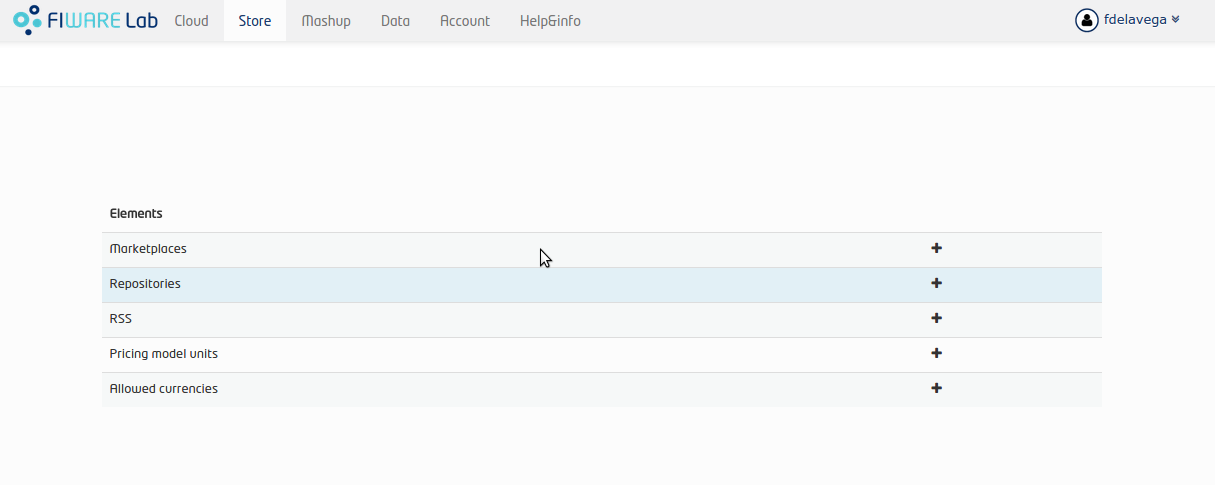 FIWARE Lab Cloud Store Mashup Data Account Help&info fdelavega
Elements
Marketplaces
Repositories
RSS
Pricing model units
Allowed currencies